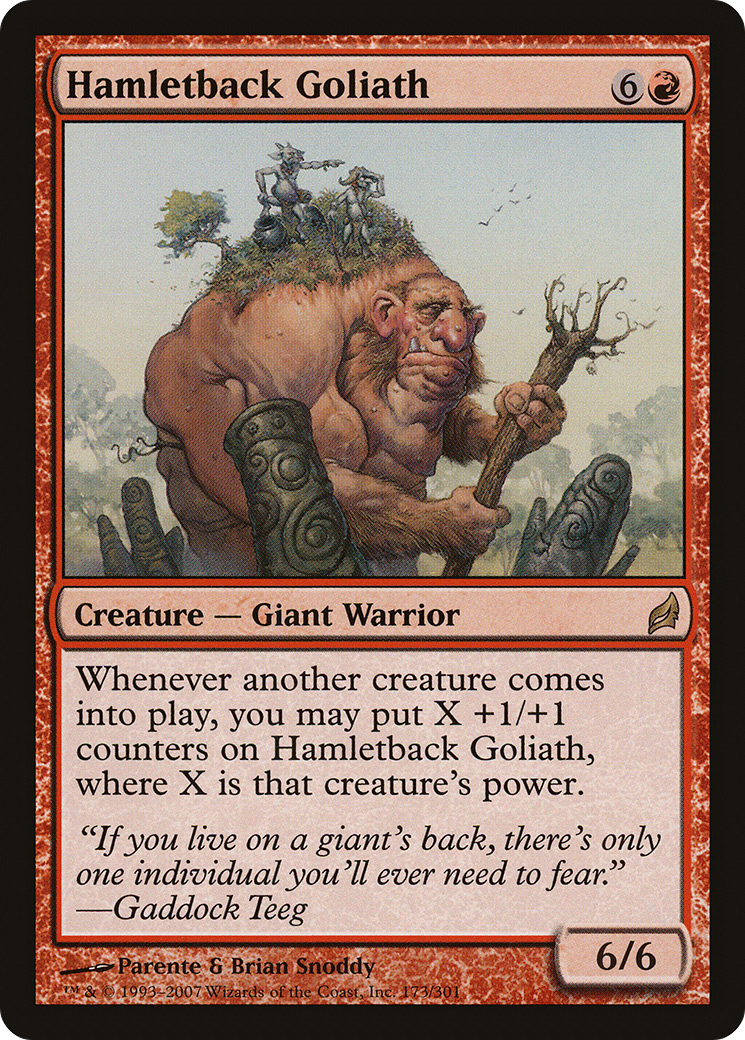 Hamletback Goliath 6
Creature — Giant Warrior
Whenever another creature comes
into play, you may put X +1/+1
counters on Hamletback Goliath,
where X is that creature's power.
“If you live on a giant's back, there's only
one individual you'll ever need to fear.”
—Gaddock Teeg
6/6
Parente & Brian Snoddy
™ & © 1993–2007 Wizards of the Coast, Inc. 173/301